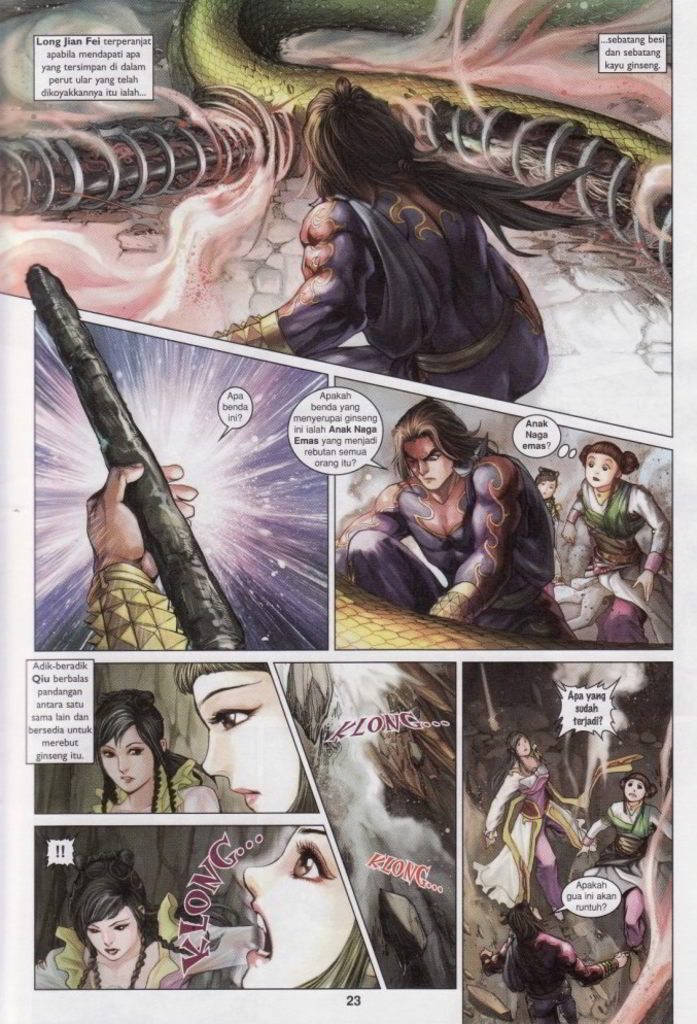 Long Jian Fei terperanjat
apabila mendapati apa
yang tersimpan di dalam
perut ular yang telah
dikoyakkannya itu ialah...
...sebatang besi
dan sebatang
kayu ginseng.
Apa
benda
ini?
Apakah
benda yang
menyerupai ginseng
ini ialah Anak Naga
Emas yang menjadi
rebutan semua
orang itu?
Anak
Naga
emas?
Adik-beradik
Qiu berbalas
pandangan
antara satu
sama lain dan
bersedia untuk
merebut
ginseng itu.
KLONG...
KLONG...
Apa yang
sudah
terjadi?
!!
KLONG...
Apakah
gua ini akan
runtuh?
23